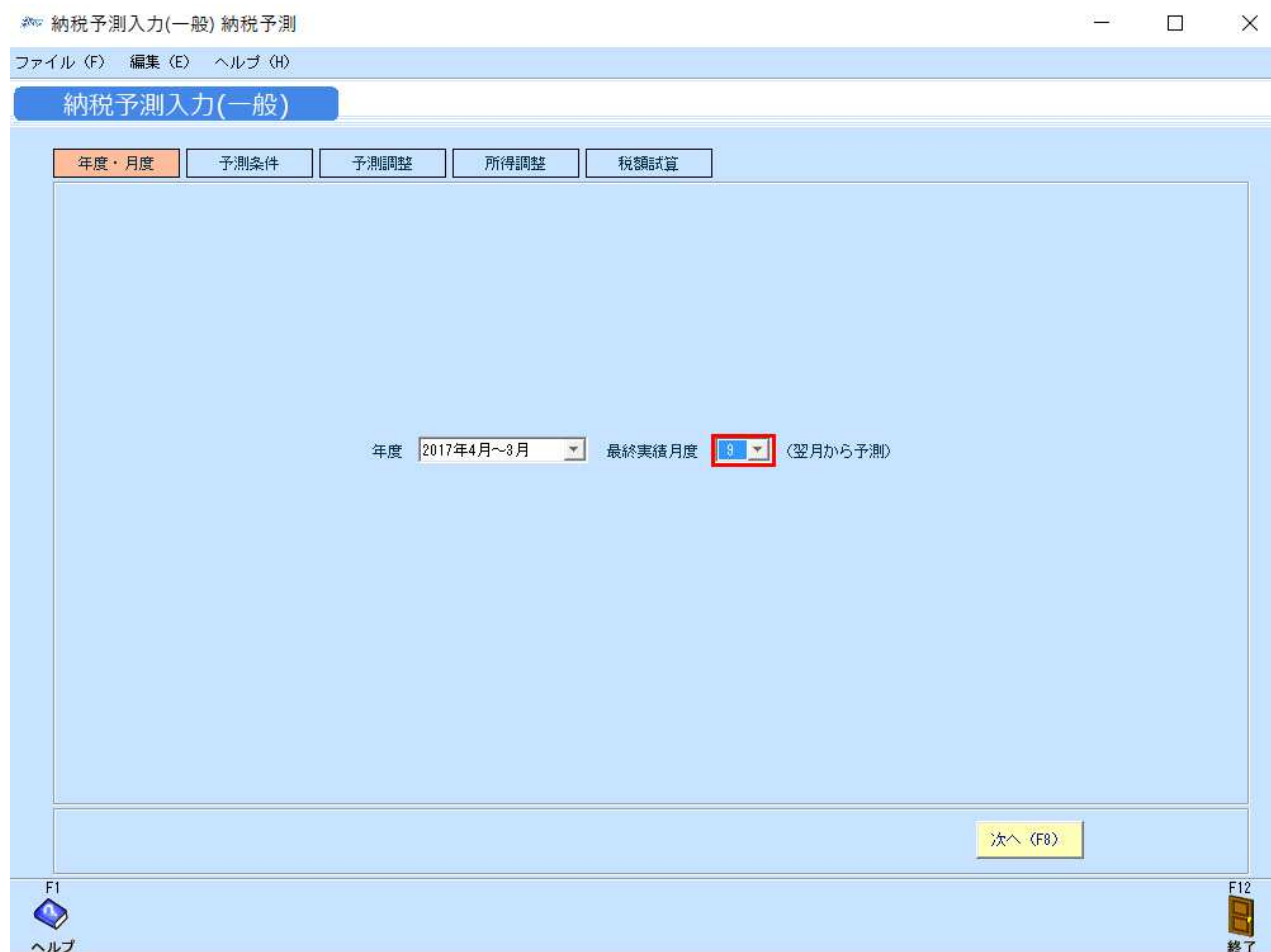 納税予測入力(一般) 納税予測
ファイル (F) 編集 (E) ヘルプ (H)
納税予測入力(一般)
年度・月度 予測条件 予測調整 所得調整 税額試算
年度 2017年4月～3月 最終実績月度 9 (翌月から予測)
次へ (F8)
F1 F12
ヘルプ 終了